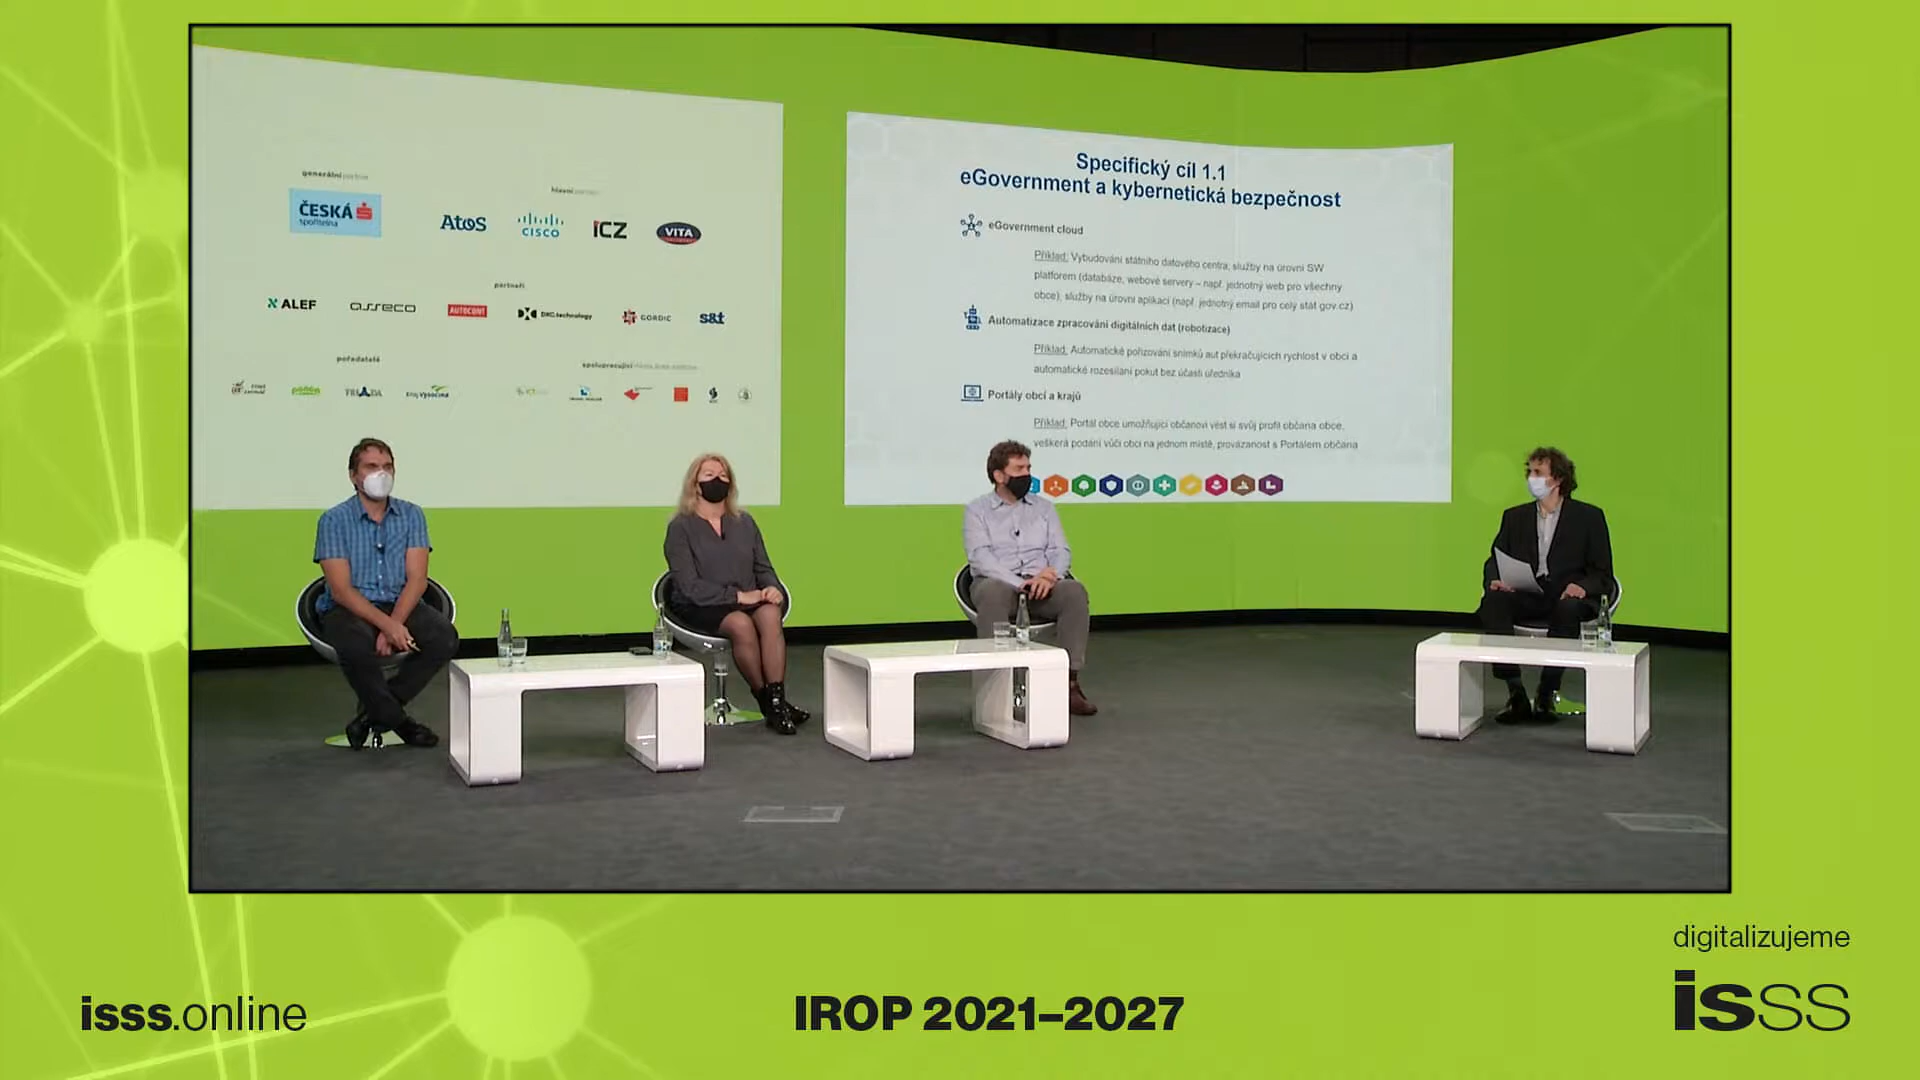 generální partner
ČESKÁ
spořitelna
hlavní
Atos
CISCO
ICZ
VITA
partneři
ALEF
asseco
AUTOCONT
DXC.technology
GORDIC
s&t
pořadatelé
spolupracující
TRIADA
Kraj Vysočina
Specifický cíl 1.1
eGovernment a kybernetická bezpečnost
eGovernment cloud
Příklad: Vybudování státního datového centra; služby na úrovni SW
platforem (databáze, webové servery – např. jednotný web pro všechny
obce); služby na úrovni aplikací (např. jednotný email pro celý stát gov.cz)
Automatizace zpracování digitálních dat (robotizace)
Příklad: Automatické pořizování snímků aut překračujících rychlost v obci a
automatické rozesílání pokut bez účasti úředníka
Portály obcí a krajů
Příklad: Portál obce umožňující občanovi vést si svůj profil občana obce,
veškerá podání vůči obci na jednom místě, provázanost s Portálem občana
isss.online
IROP 2021–2027
digitalizujeme
isss